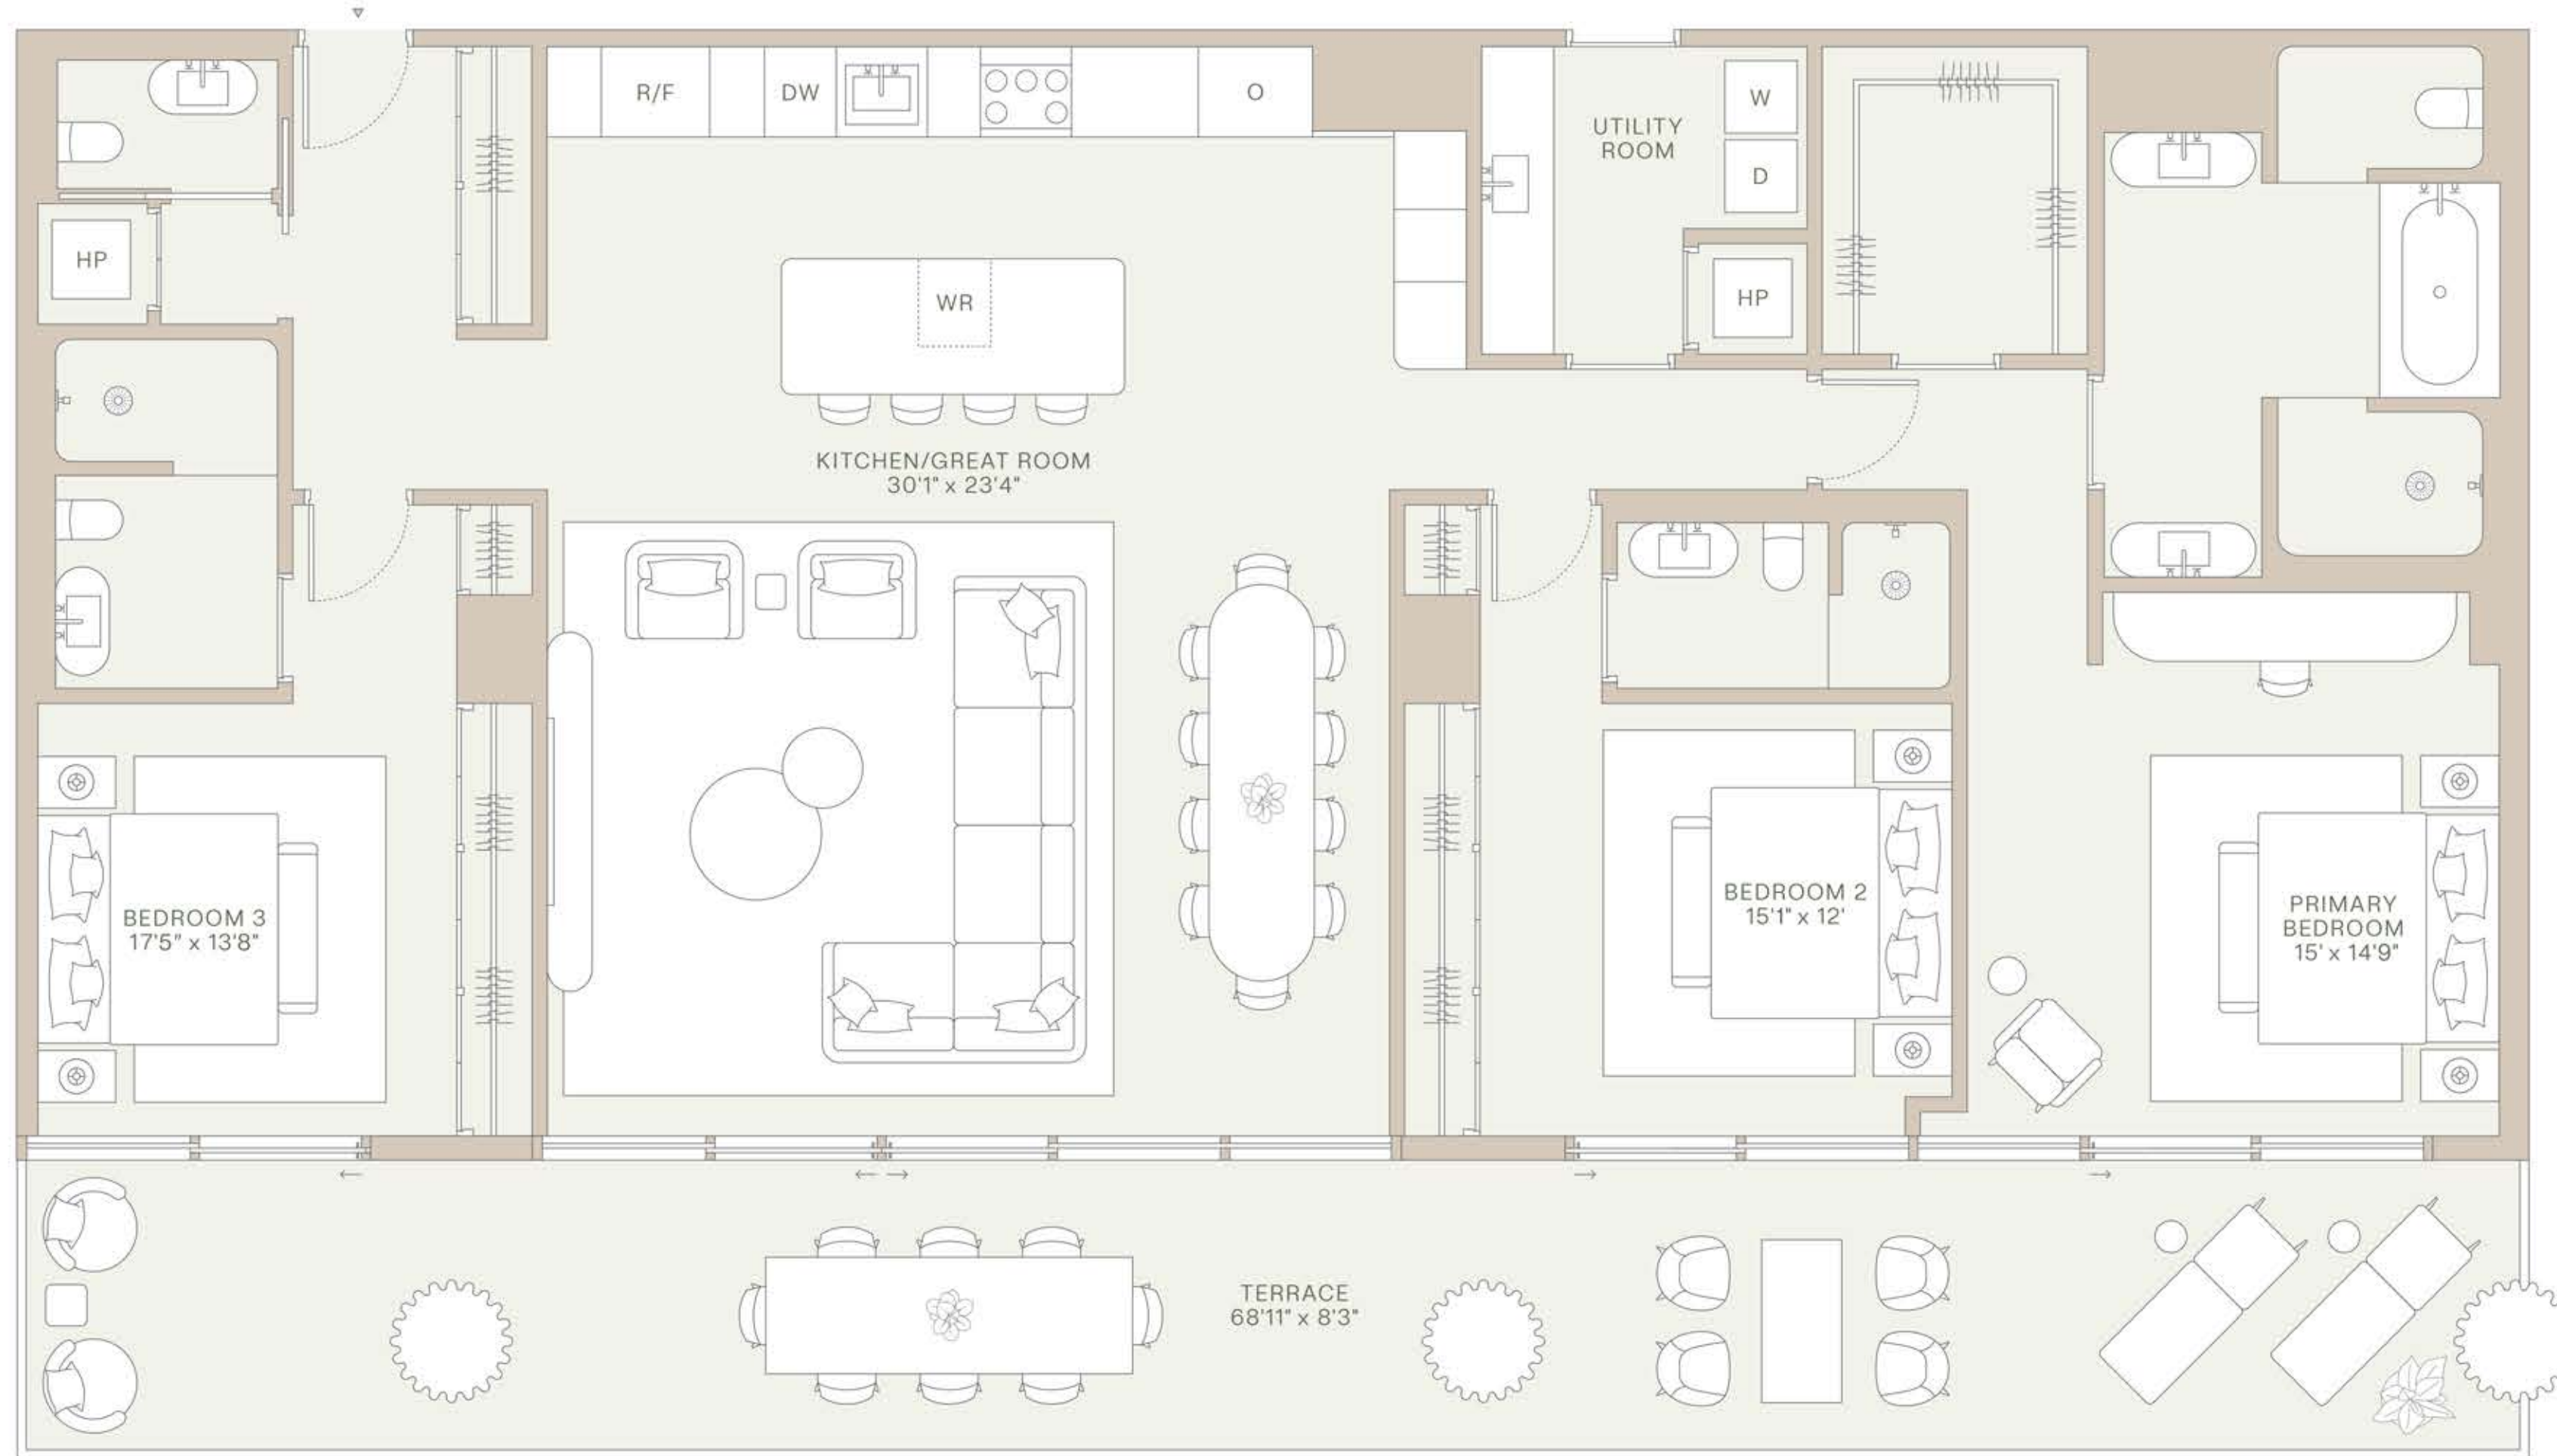 R/F
DW
O
UTILITY
ROOM
W
D
HP
HP
WR
KITCHEN/GREAT ROOM
30'1" x 23'4"
BEDROOM 3
17'5" x 13'8"
BEDROOM 2
15'1" x 12'
PRIMARY
BEDROOM
15' x 14'9"
TERRACE
68'11" x 8'3"